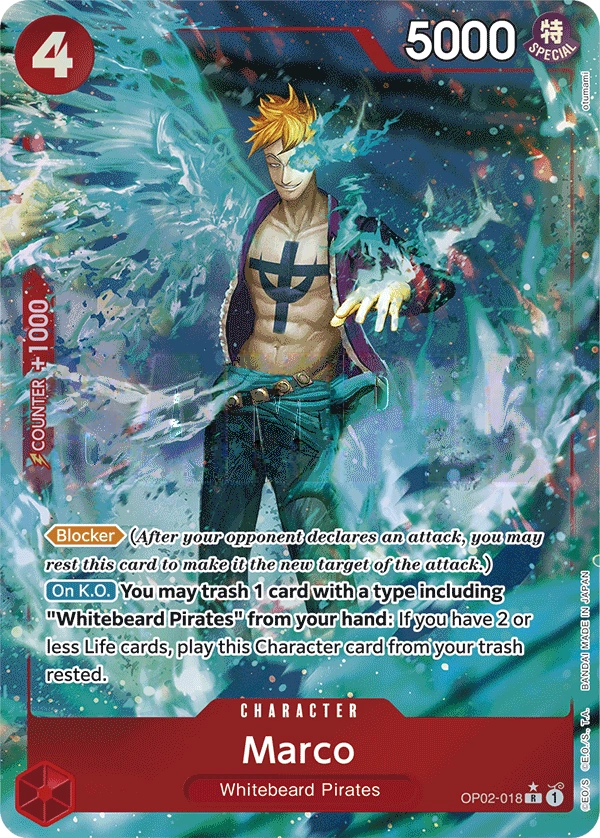 4
5000
特
SPECIAL
otumami
COUNTER +1000
Blocker (After your opponent declares an attack, you may
rest this card to make it the new target of the attack.)
On K.O. You may trash 1 card with a type including
"Whitebeard Pirates" from your hand: If you have 2 or
less Life cards, play this Character card from your trash
rested.
CHARACTER
Marco
Whitebeard Pirates
OP02-018 R 1
©EO/S ©E.O./S., T.A. BANDAI MADE IN JAPAN